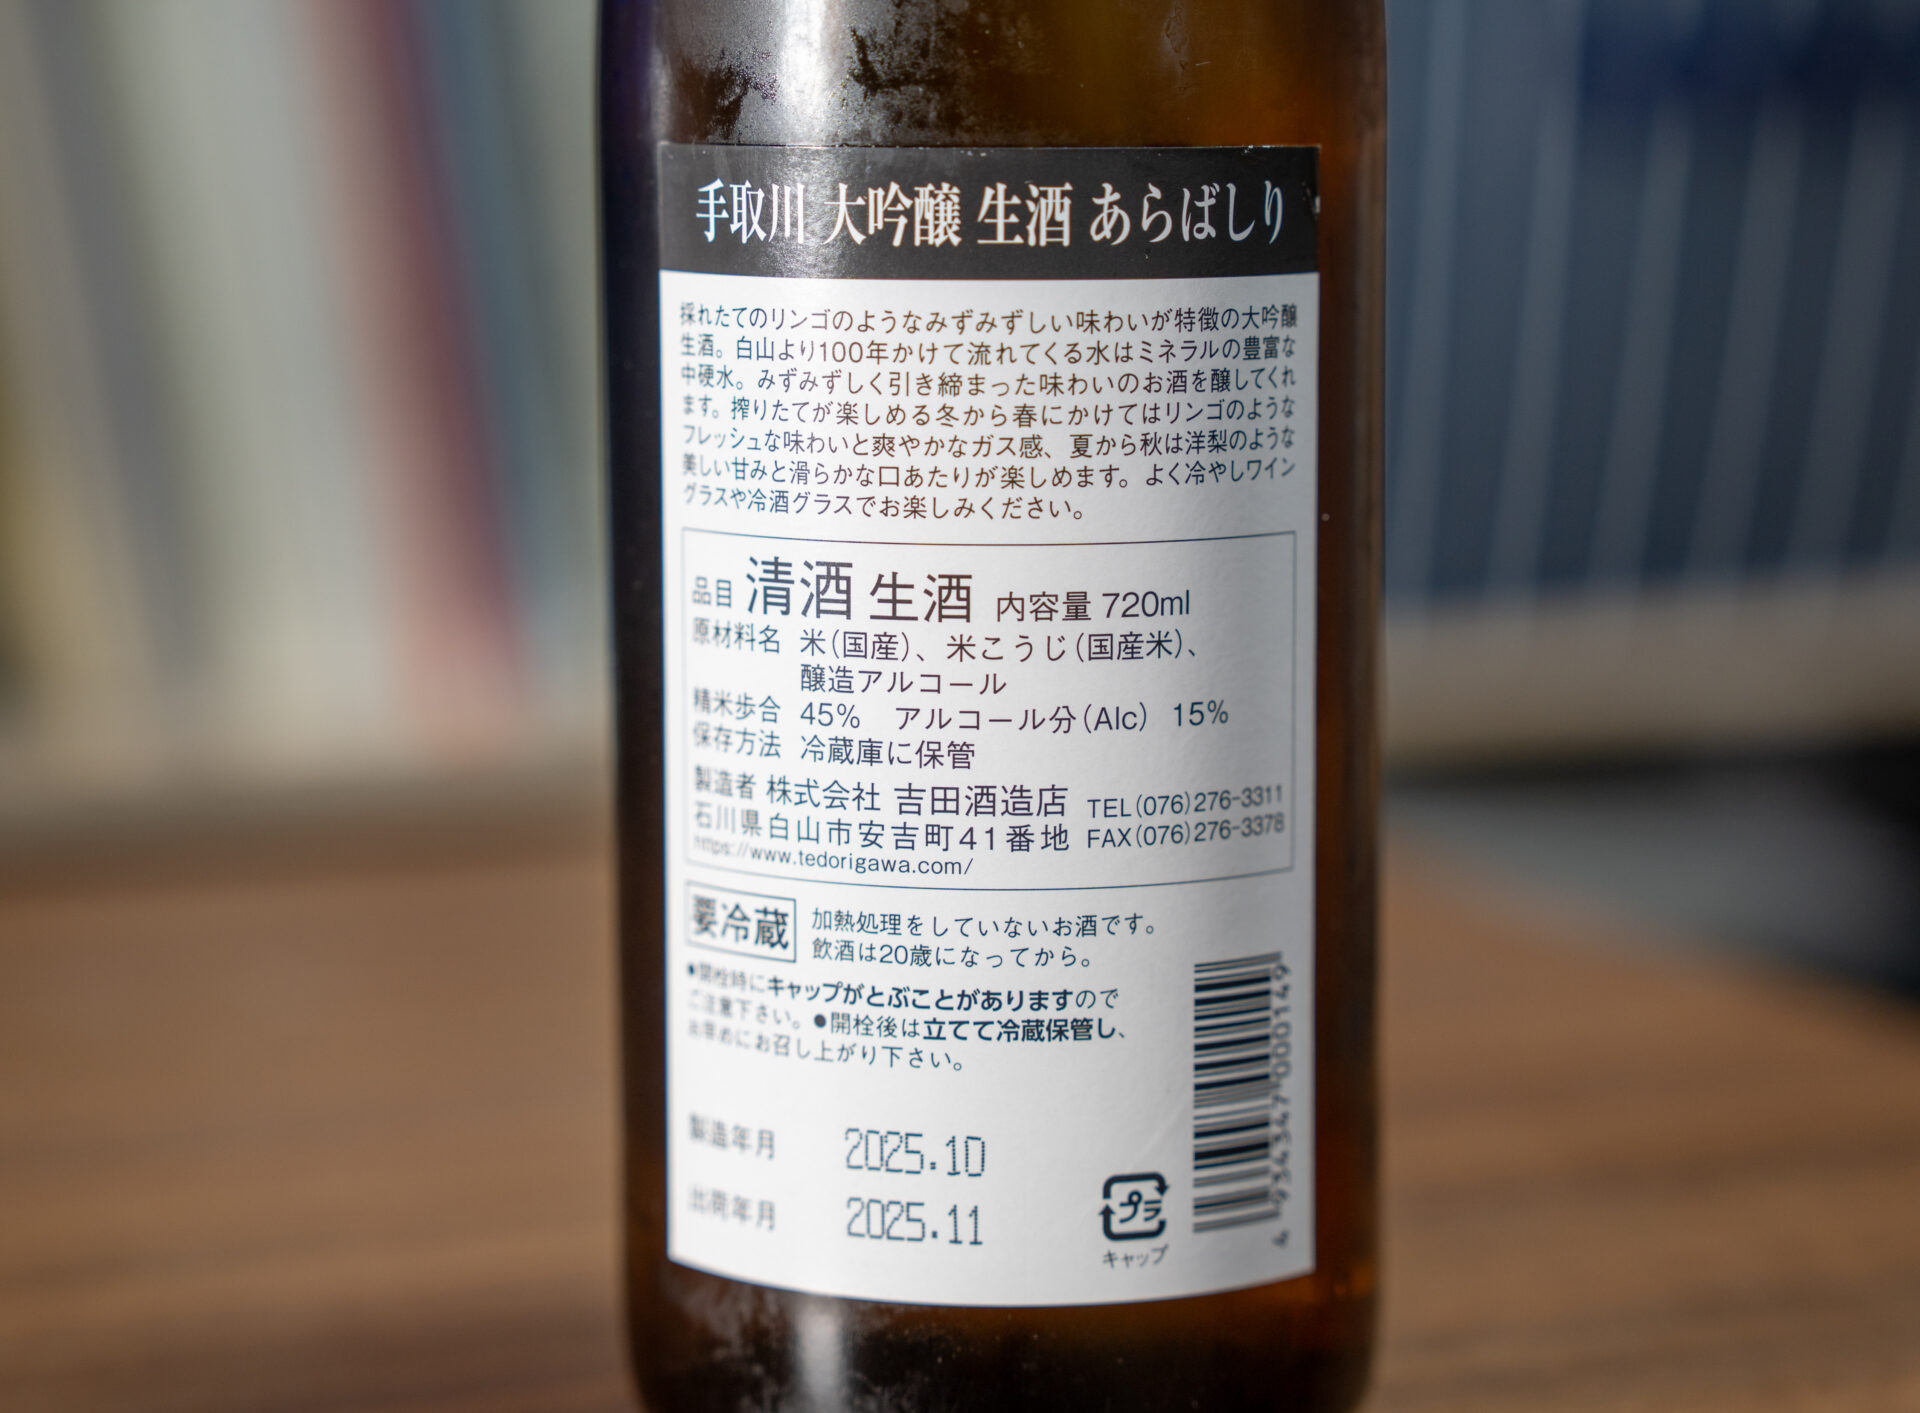 手取川 大吟醸 生酒 あらばしり
採れたてのリンゴのようなみずみずしい味わいが特徴の大吟醸
生酒。白山より100年かけて流れてくる水はミネラルの豊富な
中硬水。みずみずしく引き締まった味わいのお酒を醸してくれ
ます。搾りたてが楽しめる冬から春にかけてはリンゴのような
フレッシュな味わいと爽やかなガス感、夏から秋は洋梨のような
美しい甘みと滑らかな口あたりが楽しめます。よく冷やしワイン
グラスや冷酒グラスでお楽しみください。
品目 清酒 生酒 内容量 720ml
原材料名 米(国産)、米こうじ(国産米)、
醸造アルコール
精米歩合 45% アルコール分(Alc) 15%
保存方法 冷蔵庫に保管
製造者 株式会社 吉田酒造店 TEL(076)276-3311
石川県白山市安吉町41番地 FAX(076)276-3378
https://www.tedorigawa.com/
要冷蔵 加熱処理をしていないお酒です。
飲酒は20歳になってから。
●開栓時にキャップがとぶことがありますので
ご注意下さい。●開栓後は立てて冷蔵保管し、
お早めにお召し上がり下さい。
製造年月 2025.10
出荷年月 2025.11
プラ
キャップ
4 934347 000149